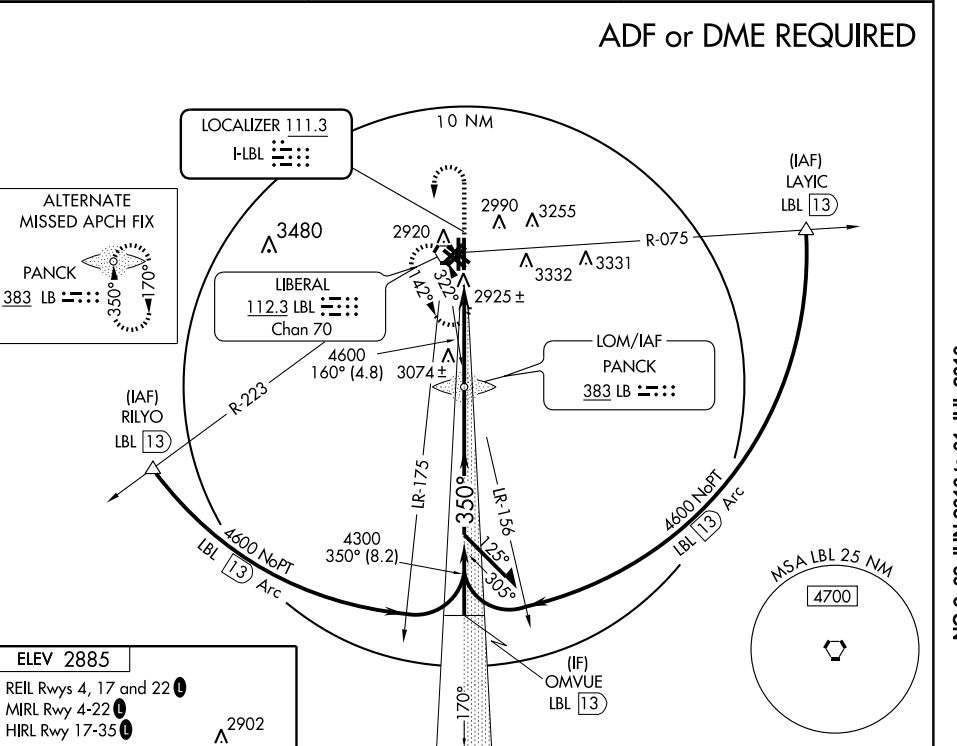 ADF or DME REQUIRED
LOCALIZER 111.3
I-LBL
10 NM
(IAF)
LAYIC
LBL 13
ALTERNATE
MISSED APCH FIX
PANCK
383 LB
350°
170°
3480
2920
2990
3255
R-075
3332
3331
LIBERAL
112.3 LBL
Chan 70
142°
322°
2925 ±
4600
160° (4.8)
3074 ±
LOM/IAF
PANCK
383 LB
(IAF)
RILYO
LBL 13
R-223
LR-175
350°
LR-156
4600 NoPT
LBL 13 Arc
4300
350° (8.2)
125°
305°
4600 NoPT
LBL 13 Arc
MSA LBL 25 NM
4700
(IF)
OMVUE
LBL 13
170°
ELEV 2885
REIL Rwys 4, 17 and 22 L
MIRL Rwy 4-22 L
HIRL Rwy 17-35 L
2902